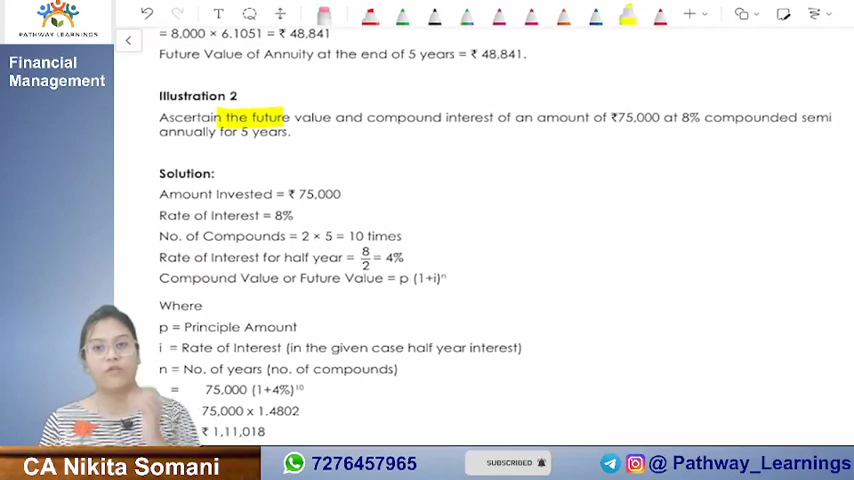 PATHWAY LEARNINGS
Financial
Management
= 8,000 × 6.1051 = ₹ 48,841
Future Value of Annuity at the end of 5 years = ₹ 48,841.
Illustration 2
Ascertain the future value and compound interest of an amount of ₹75,000 at 8% compounded semi
annually for 5 years.
Solution:
Amount Invested = ₹ 75,000
Rate of Interest = 8%
No. of Compounds = 2 × 5 = 10 times
Rate of Interest for half year = 8/2 = 4%
Compound Value or Future Value = p (1+i)ⁿ
Where
p = Principle Amount
i = Rate of Interest (in the given case half year interest)
n = No. of years (no. of compounds)
= 75,000 (1+4%)¹⁰
75,000 x 1.4802
₹ 1,11,018
CA Nikita Somani
7276457965
SUBSCRIBED
@ Pathway_Learnings